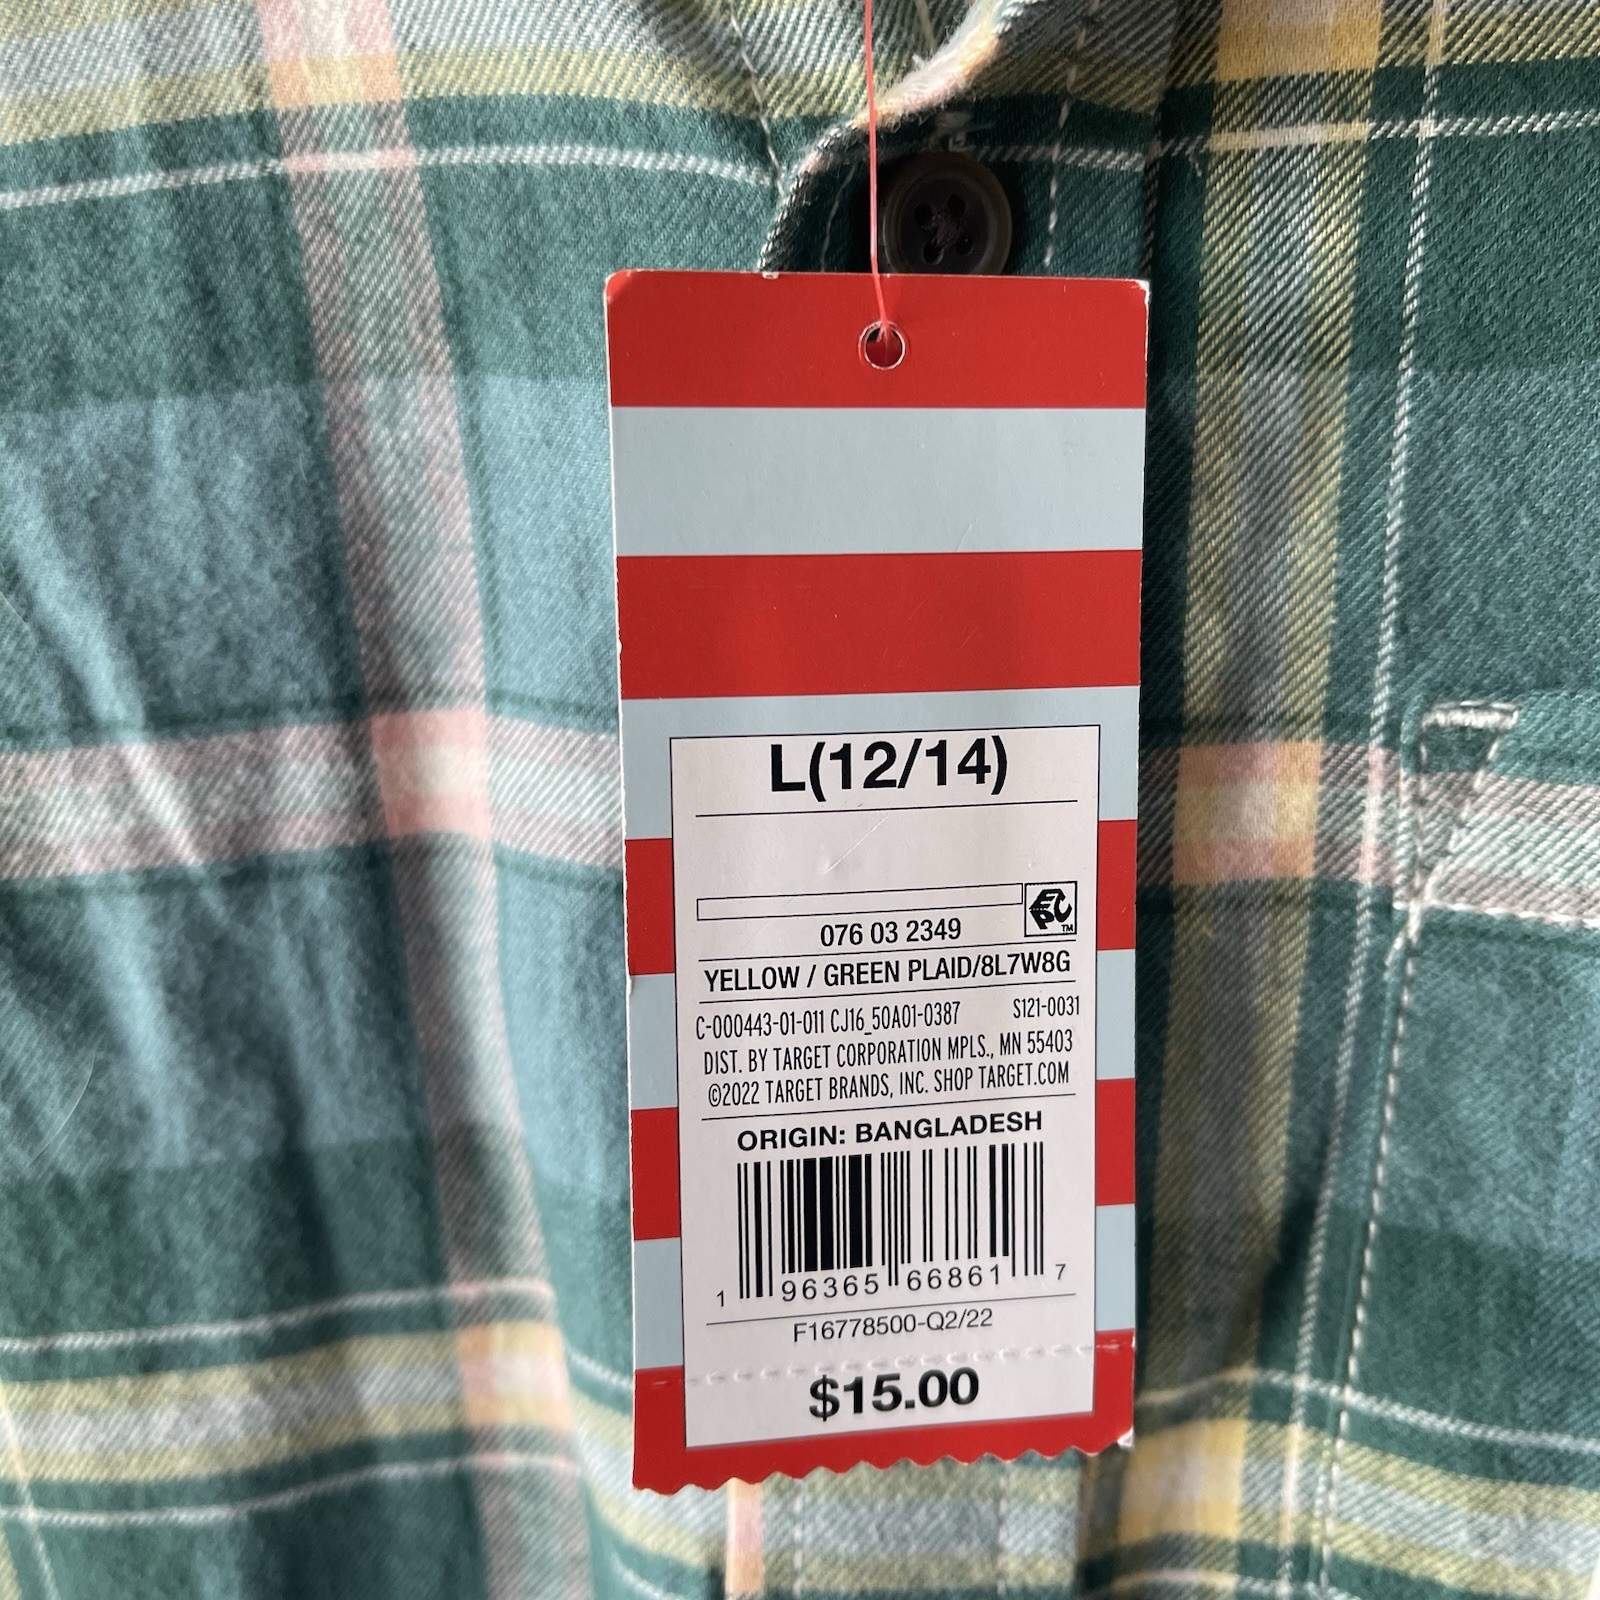 L(12/14)
EPC
TM
076 03 2349
YELLOW / GREEN PLAID/8L7W8G
C-000443-01-011 CJ16_50A01-0387 S121-0031
DIST. BY TARGET CORPORATION MPLS., MN 55403
©2022 TARGET BRANDS, INC. SHOP TARGET.COM
ORIGIN: BANGLADESH
1 96365 66861 7
F16778500-Q2/22
$15.00